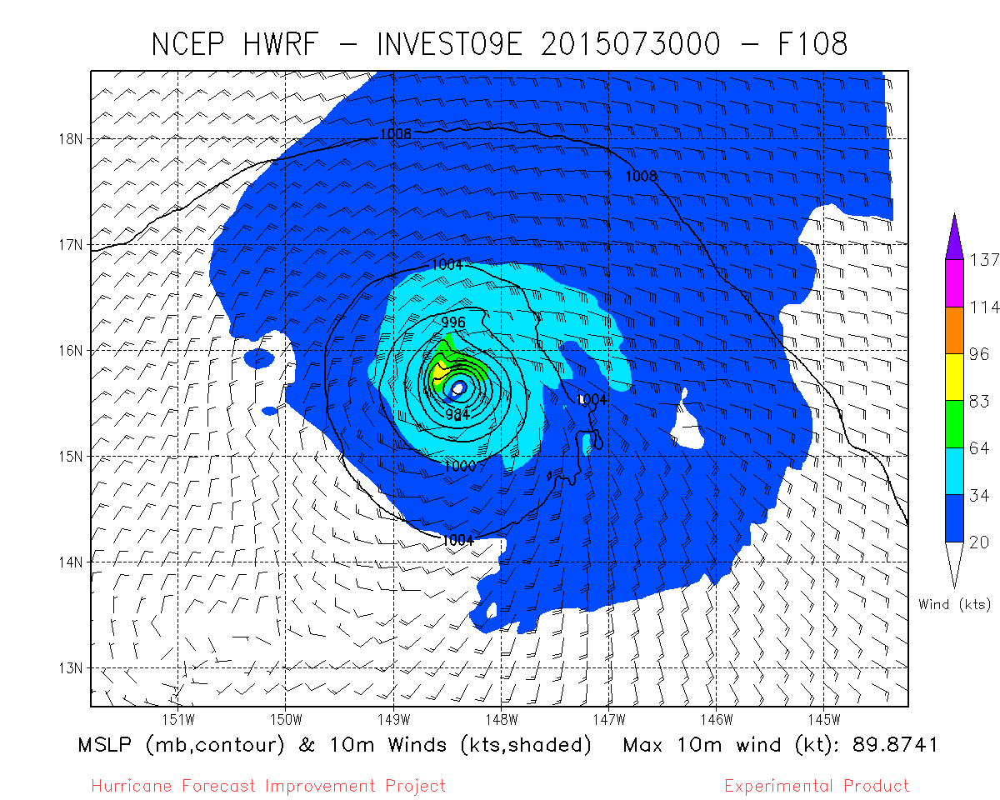 NCEP HWRF – INVEST09E 2015073000 – F108
1008
18N
1008
17N
1004
137
114
996
16N
96
83
1004
984
64
15N
1000
34
1004
20
14N
Wind (kts)
13N
151W 150W 149W 148W 147W 146W 145W
MSLP (mb,contour) & 10m Winds (kts,shaded) Max 10m wind (kt): 89.8741
Hurricane Forecast Improvement Project Experimental Product